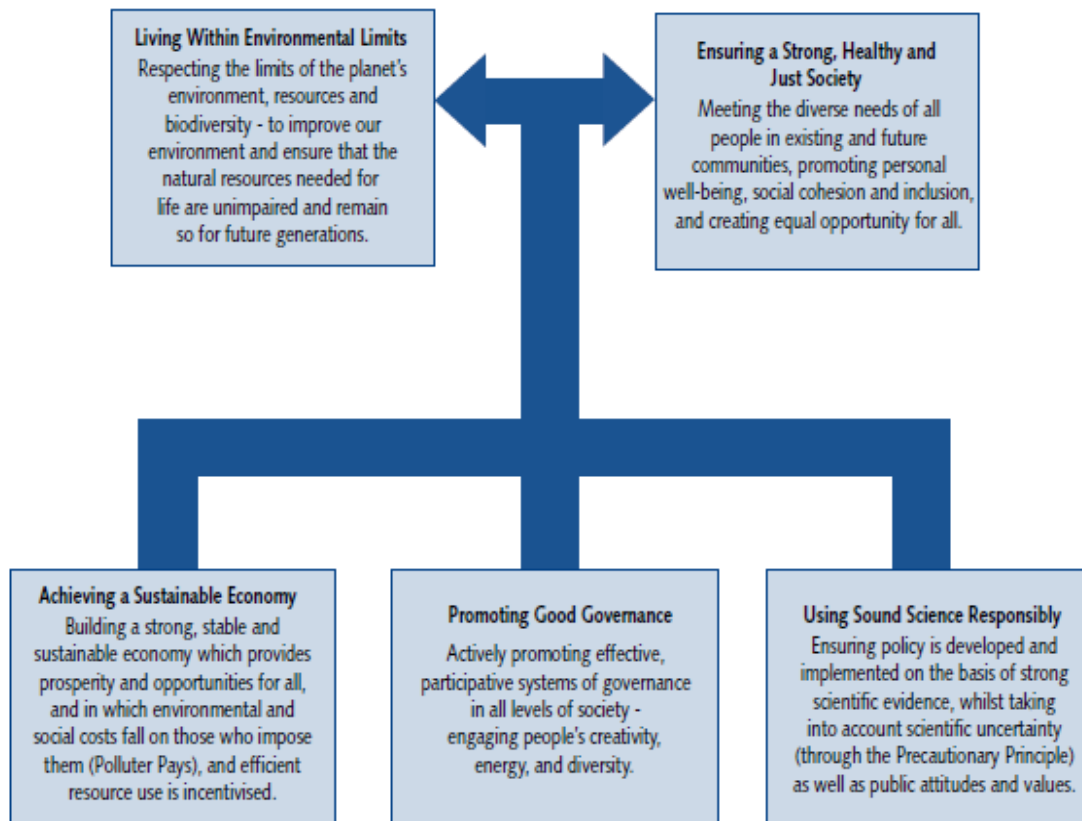 Living Within Environmental Limits
Respecting the limits of the planet's
environment, resources and
biodiversity - to improve our
environment and ensure that the
natural resources needed for
life are unimpaired and remain
so for future generations.
Ensuring a Strong, Healthy and
Just Society
Meeting the diverse needs of all
people in existing and future
communities, promoting personal
well-being, social cohesion and inclusion,
and creating equal opportunity for all.
Achieving a Sustainable Economy
Building a strong, stable and
sustainable economy which provides
prosperity and opportunities for all,
and in which environmental and
social costs fall on those who impose
them (Polluter Pays), and efficient
resource use is incentivised.
Promoting Good Governance
Actively promoting effective,
participative systems of governance
in all levels of society -
engaging people's creativity,
energy, and diversity.
Using Sound Science Responsibly
Ensuring policy is developed and
implemented on the basis of strong
scientific evidence, whilst taking
into account scientific uncertainty
(through the Precautionary Principle)
as well as public attitudes and values.